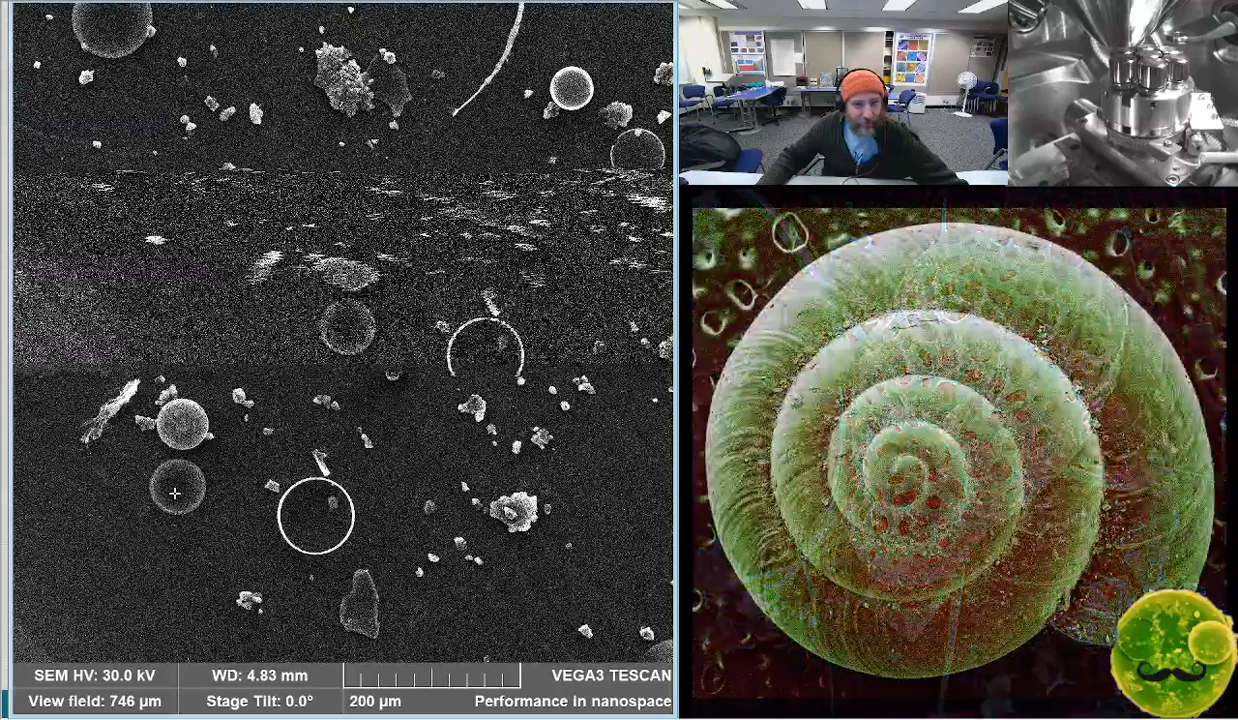 SEM HV: 30.0 kV
WD: 4.83 mm
VEGA3 TESCAN
View field: 746 µm
Stage Tilt: 0.0°
200 µm
Performance in nanospace